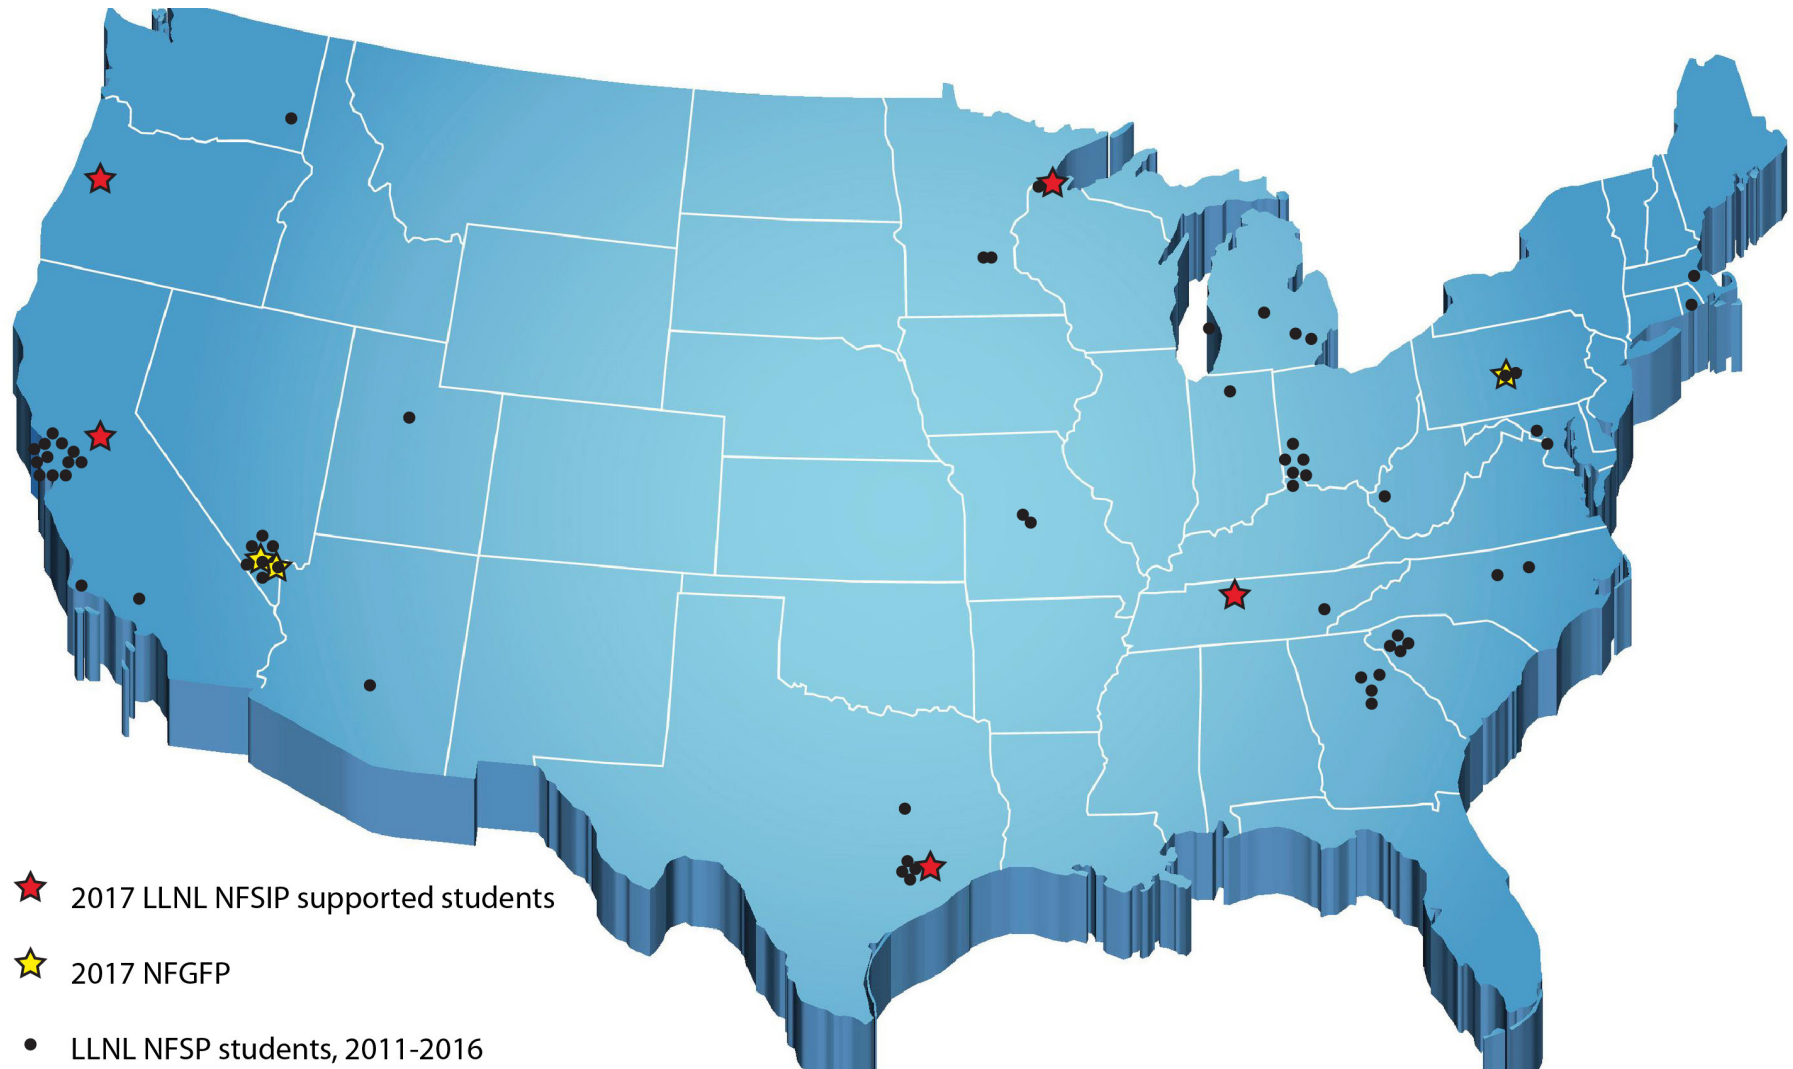 2017 LLNL NFSIP supported students
2017 NFGFP
LLNL NFSP students, 2011-2016